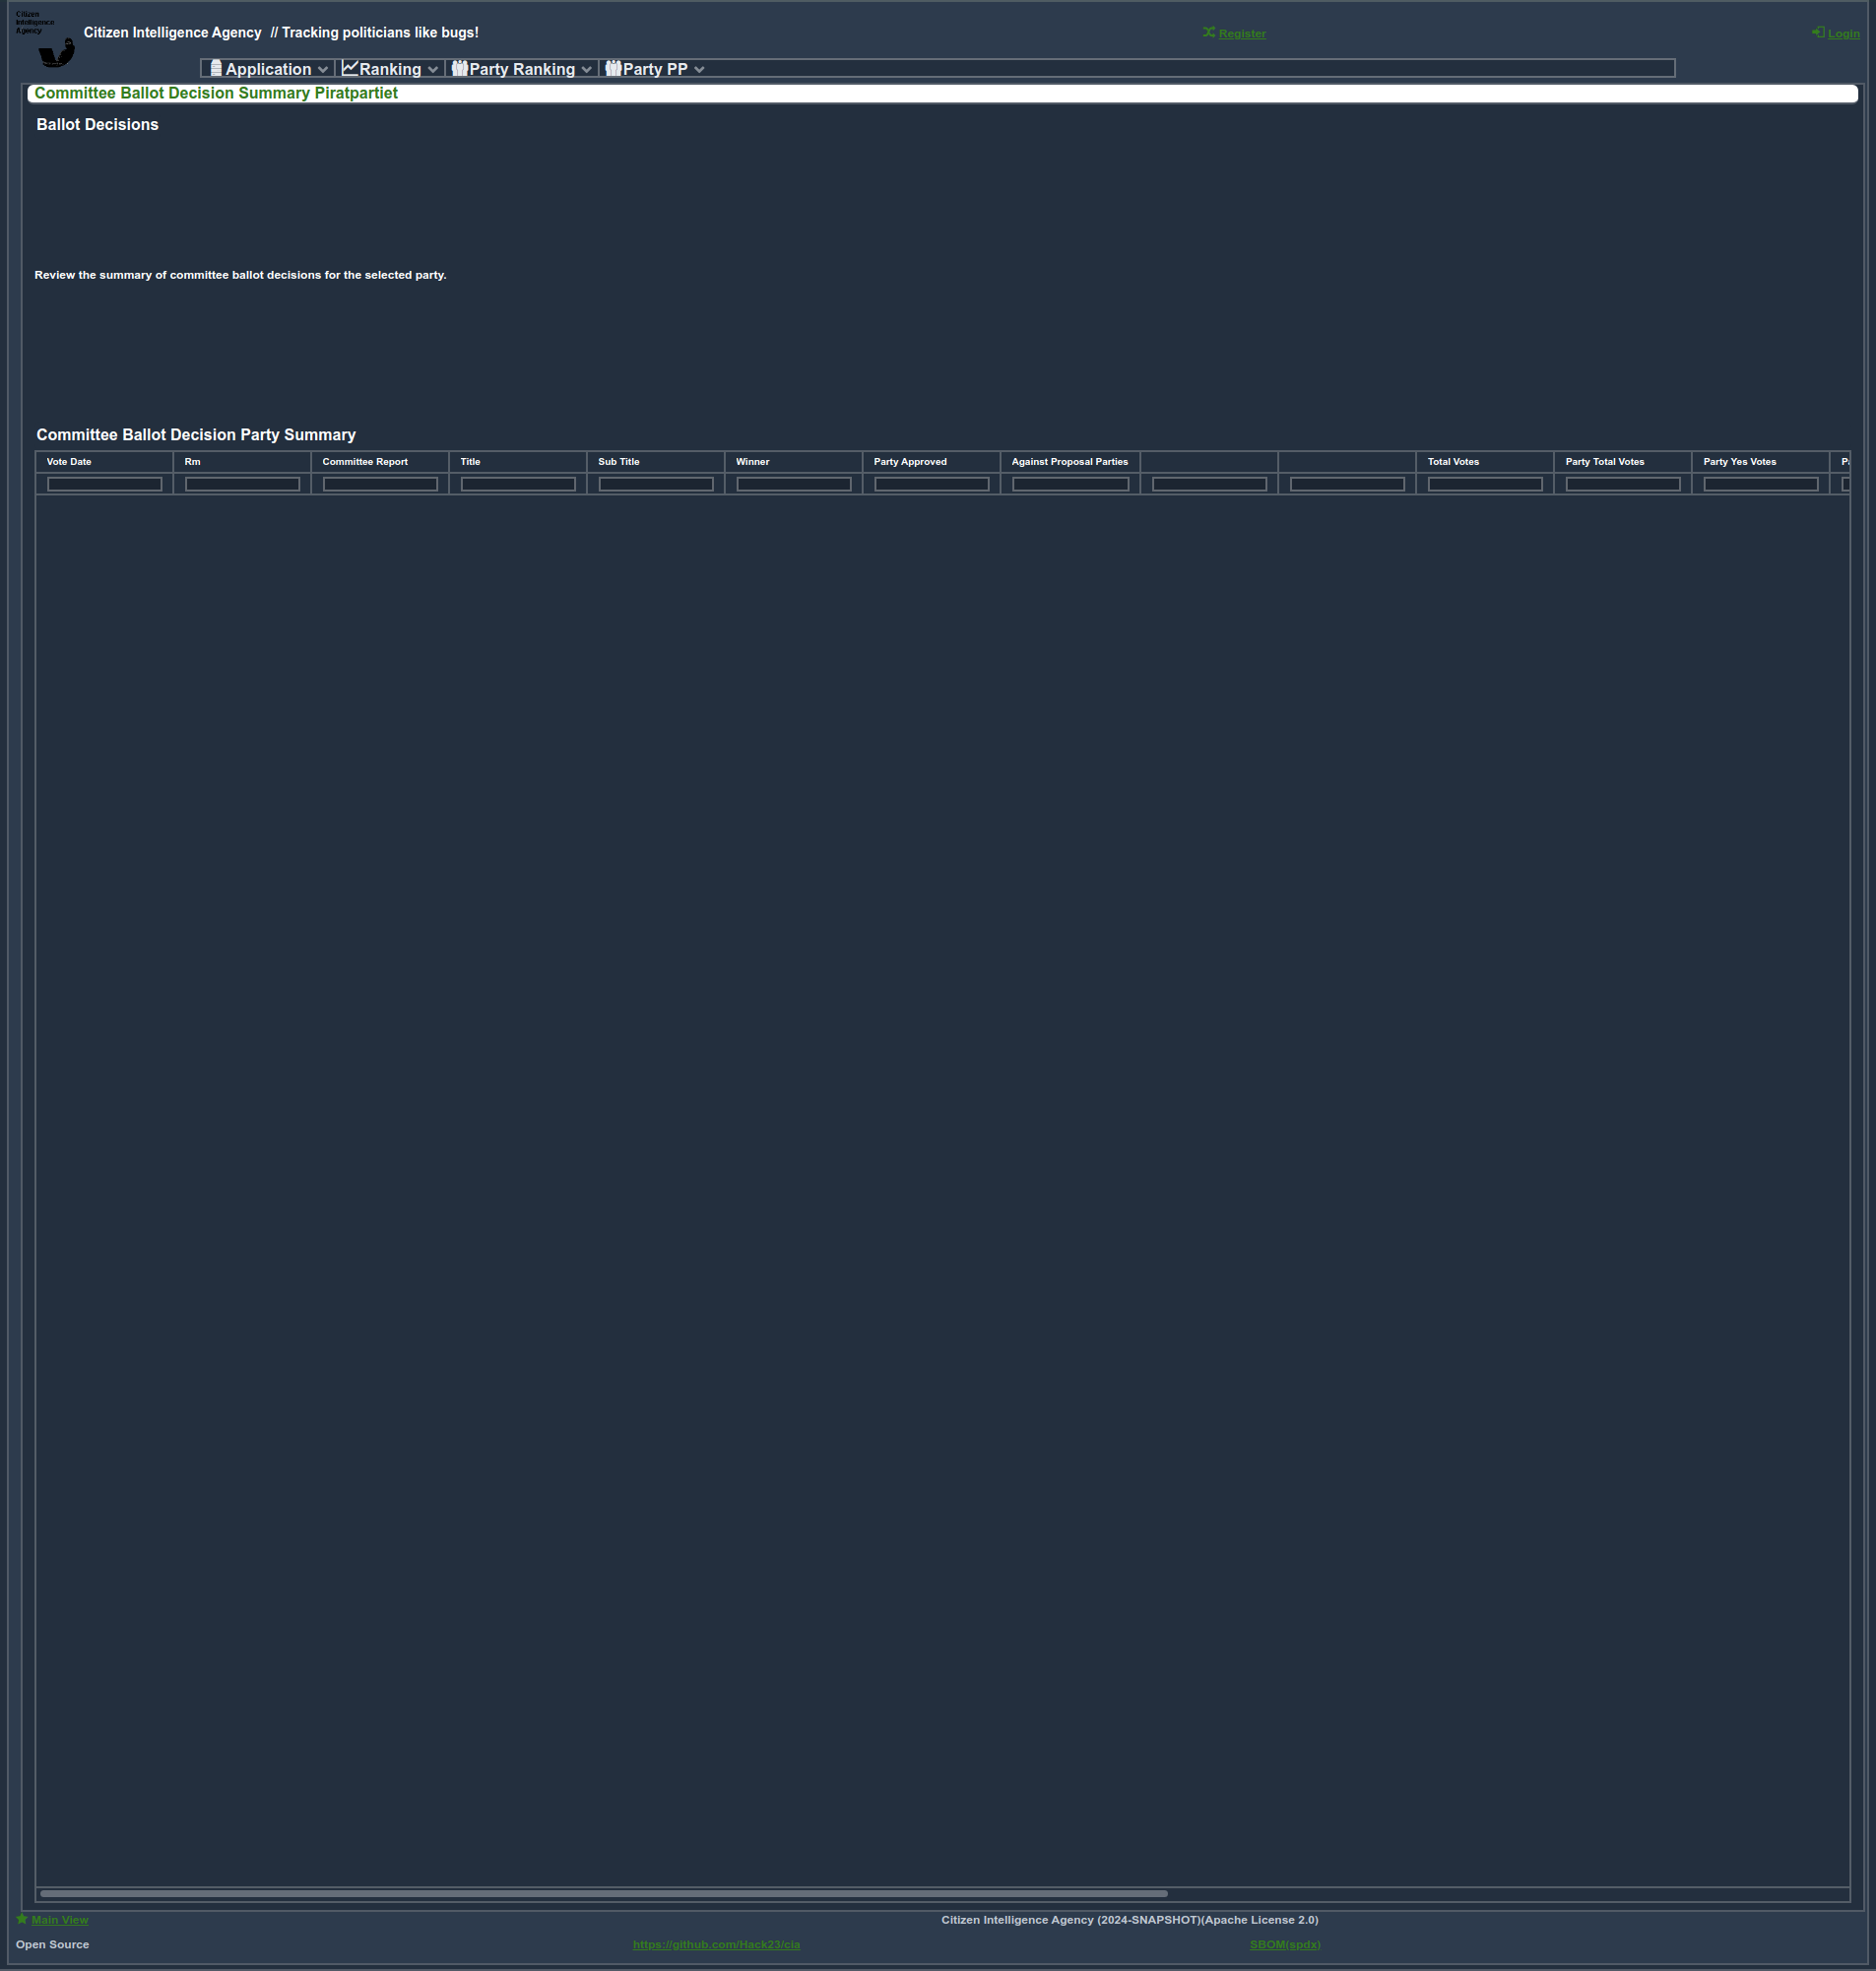 Citizen
Intelligence
Agency
Citizen Intelligence Agency // Tracking politicians like bugs!
Register
Login
Application Ranking Party Ranking Party PP
Committee Ballot Decision Summary Piratpartiet
Ballot Decisions
Review the summary of committee ballot decisions for the selected party.
Committee Ballot Decision Party Summary
Vote Date Rm Committee Report Title Sub Title Winner Party Approved Against Proposal Parties Total Votes Party Total Votes Party Yes Votes
Main View
Citizen Intelligence Agency (2024-SNAPSHOT)(Apache License 2.0)
Open Source
https://github.com/Hack23/cia
SBOM(spdx)